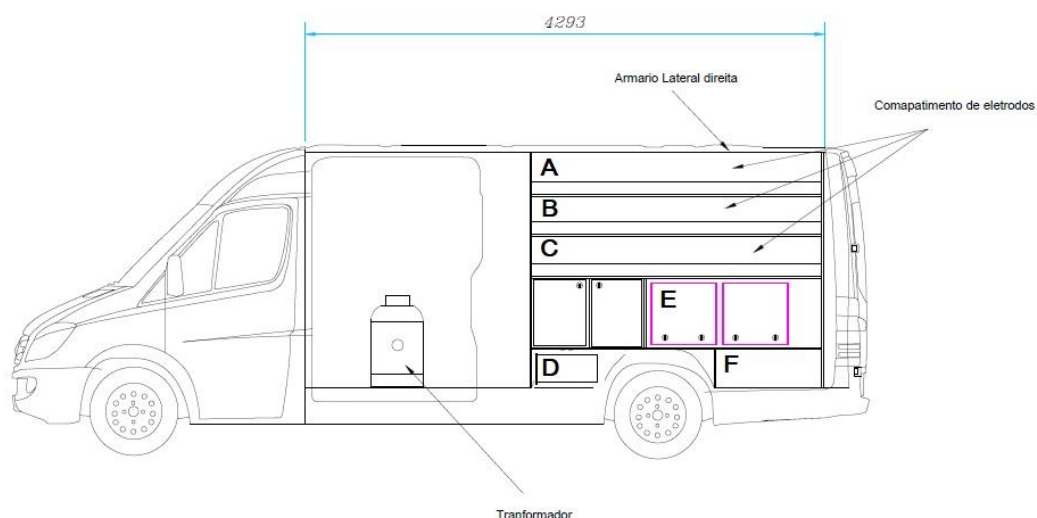 4293
Armario Lateral direita
Comapatimento de eletrodos
A
B
C
E
D
F
Tranformador